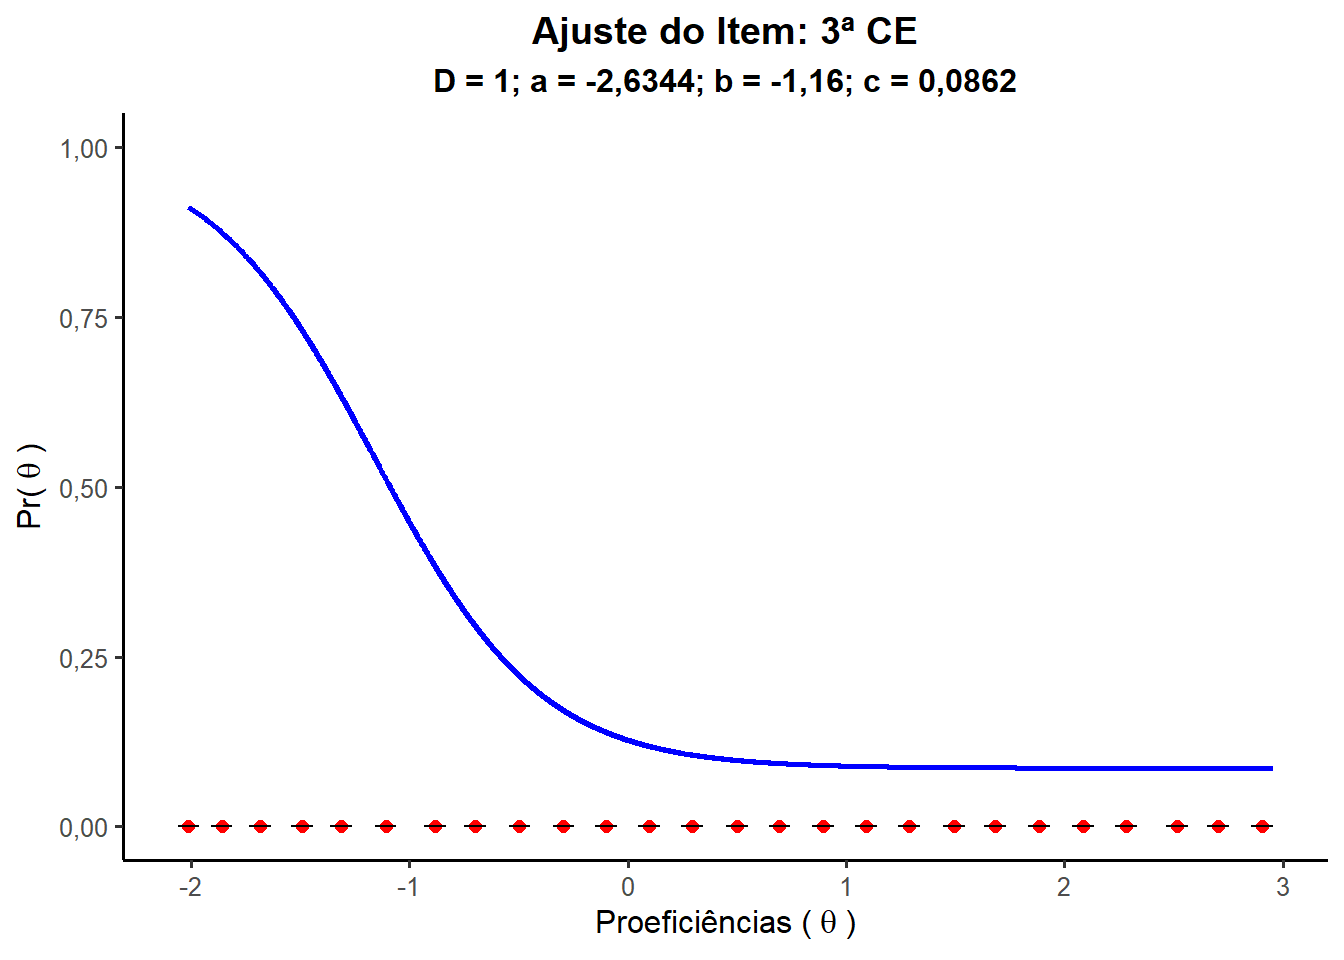 Ajuste do Item: 3ª CE
D = 1; a = -2,6344; b = -1,16; c = 0,0862
Pr( θ )
1,00
0,75
0,50
0,25
0,00
-2 -1 0 1 2 3
Proeficiências ( θ )